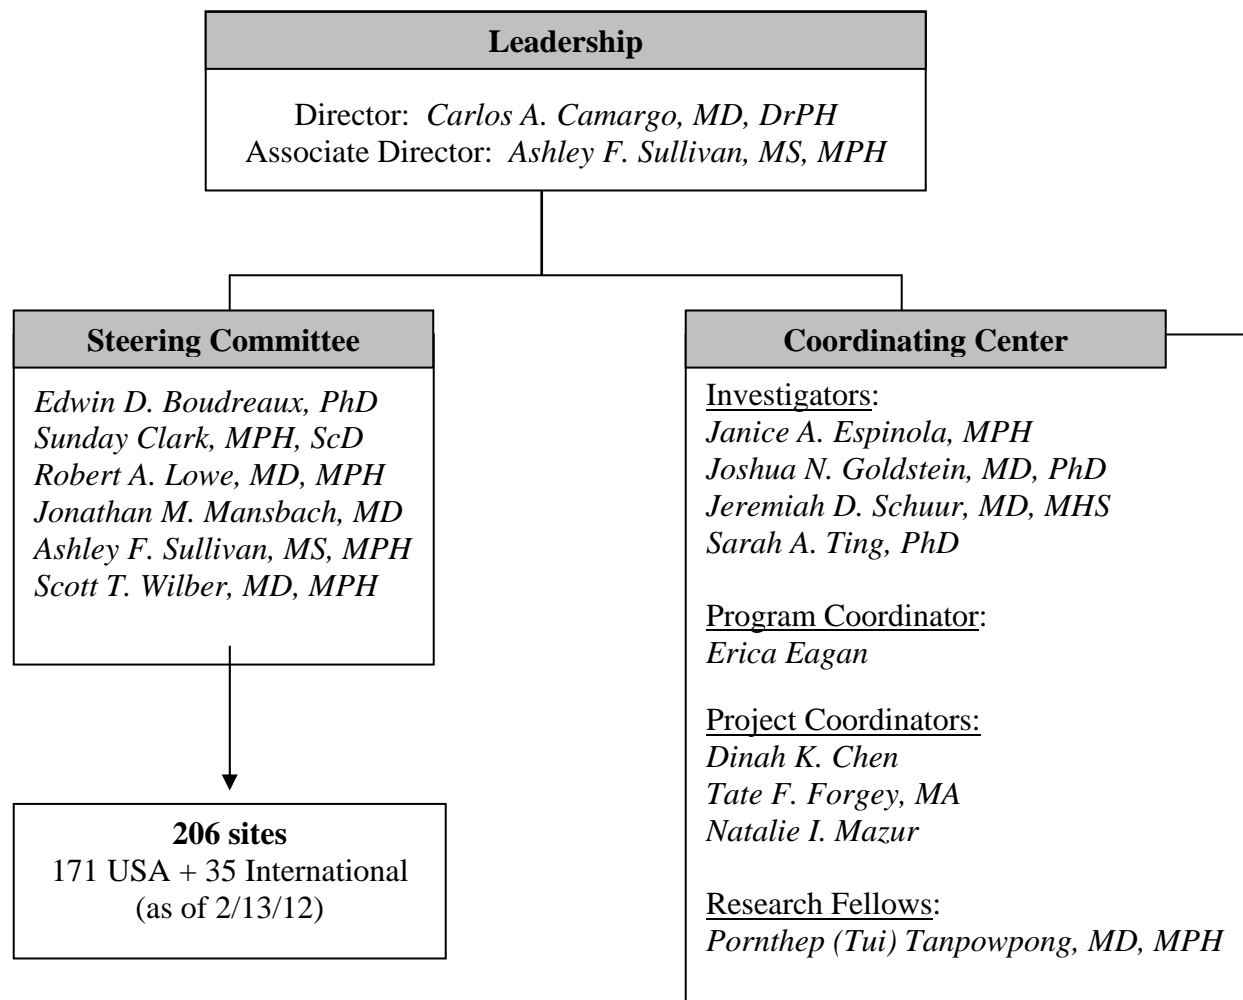 Leadership
Director: Carlos A. Camargo, MD, DrPH
Associate Director: Ashley F. Sullivan, MS, MPH
Steering Committee
Edwin D. Boudreaux, PhD
Sunday Clark, MPH, ScD
Robert A. Lowe, MD, MPH
Jonathan M. Mansbach, MD
Ashley F. Sullivan, MS, MPH
Scott T. Wilber, MD, MPH
206 sites
171 USA + 35 International
(as of 2/13/12)
Coordinating Center
Investigators:
Janice A. Espinola, MPH
Joshua N. Goldstein, MD, PhD
Jeremiah D. Schuur, MD, MHS
Sarah A. Ting, PhD
Program Coordinator:
Erica Eagan
Project Coordinators:
Dinah K. Chen
Tate F. Forgey, MA
Natalie I. Mazur
Research Fellows:
Pornthep (Tui) Tanpowpong, MD, MPH